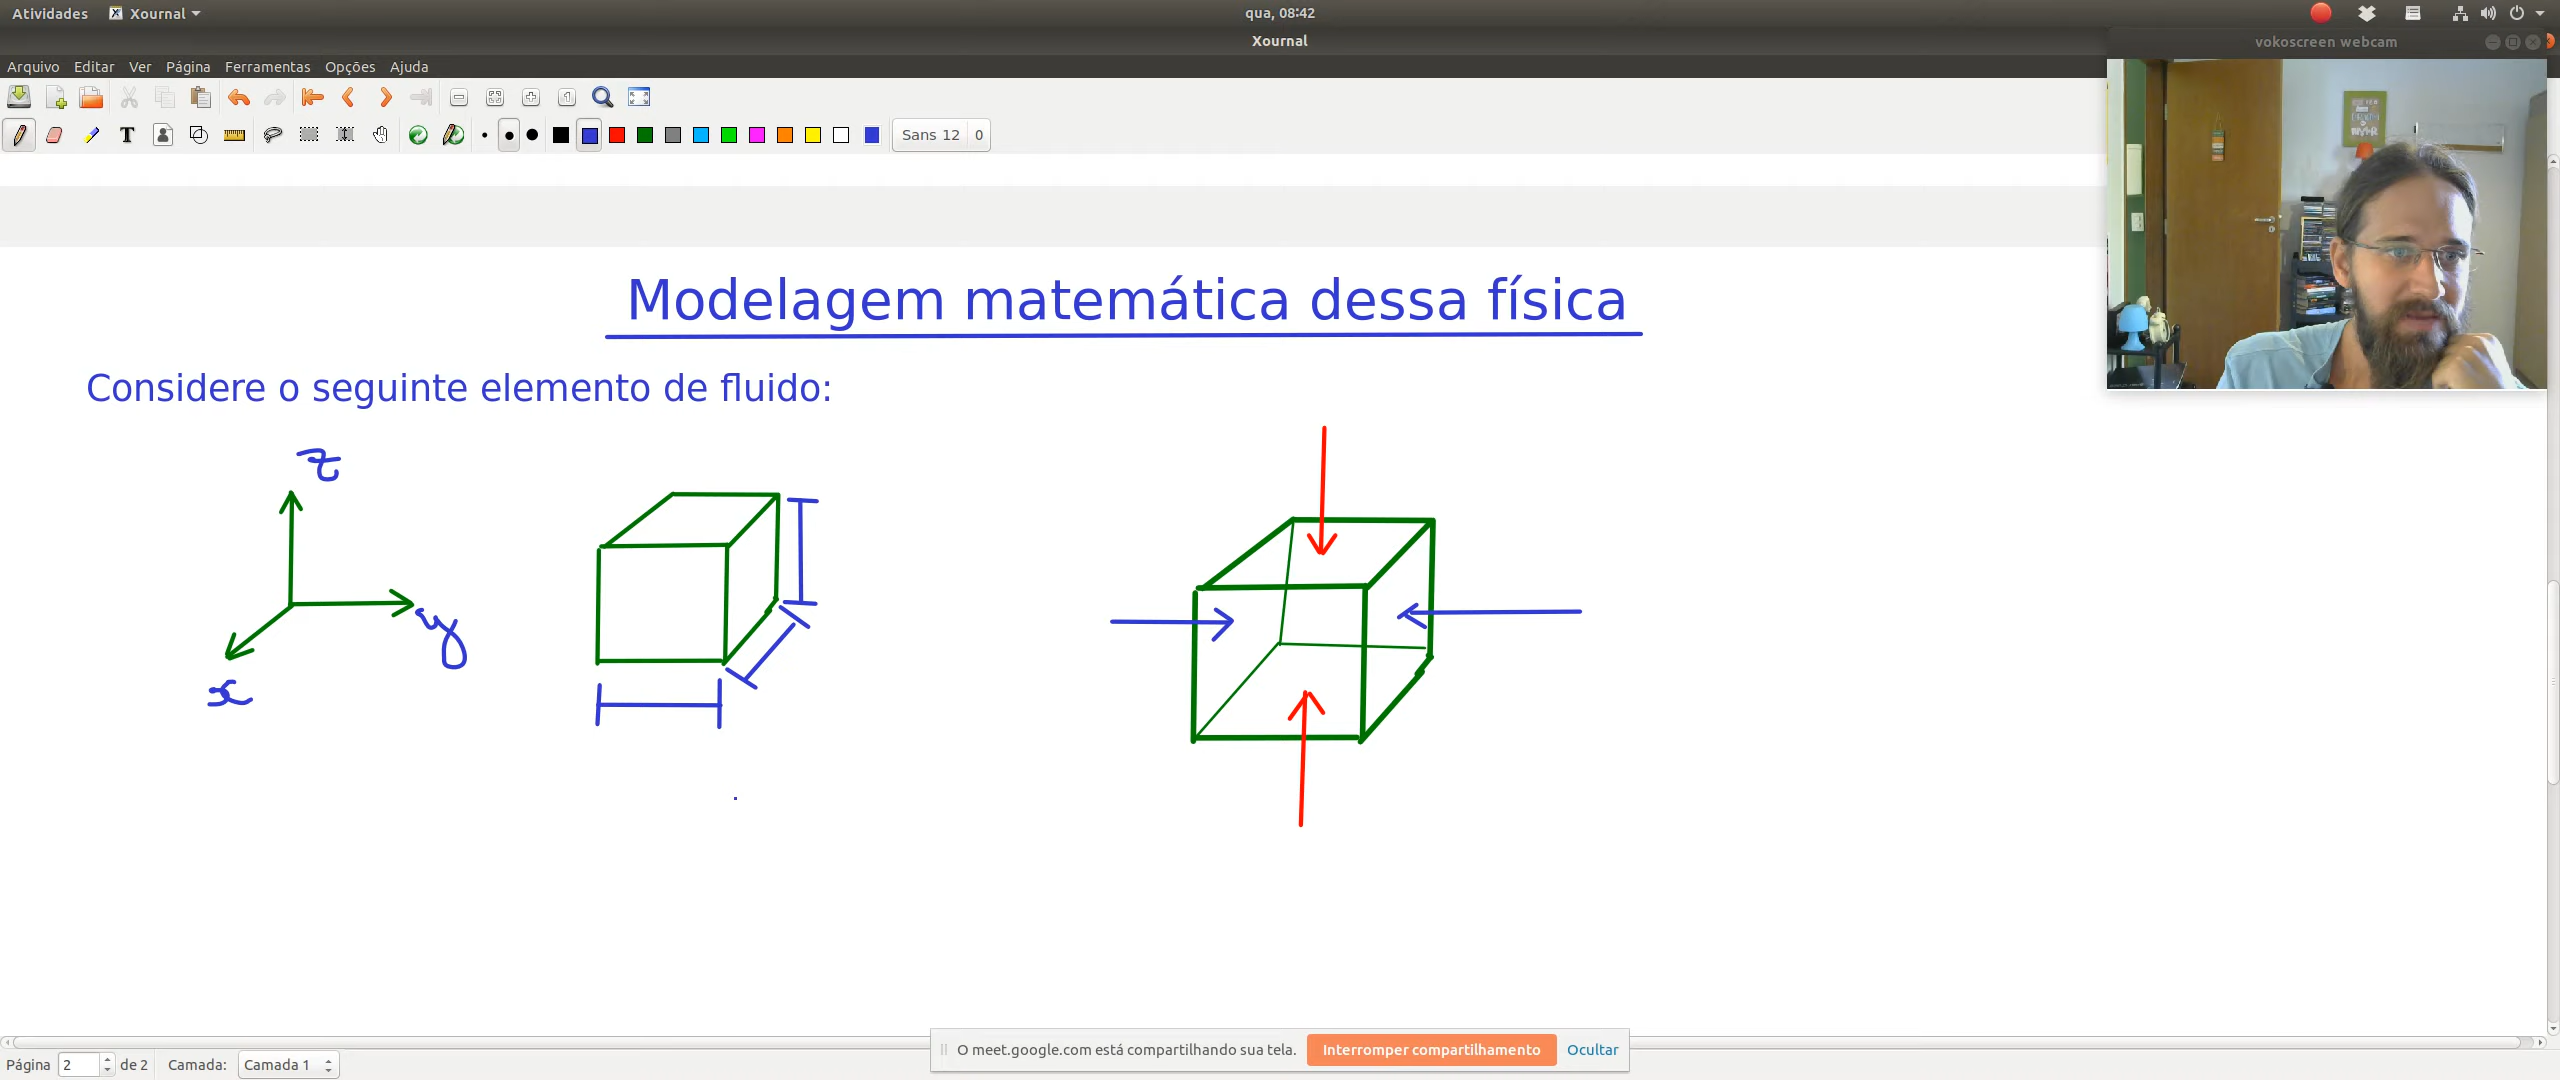 Atividades Xournal qua, 08:42
Xournal
vokoscreen webcam
Arquivo Editar Ver Página Ferramentas Opções Ajuda
Sans 12 0
Modelagem matemática dessa física
Considere o seguinte elemento de fluido:
z
y
x
O meet.google.com está compartilhando sua tela. Interromper compartilhamento Ocultar
Página 2 de 2 Camada: Camada 1